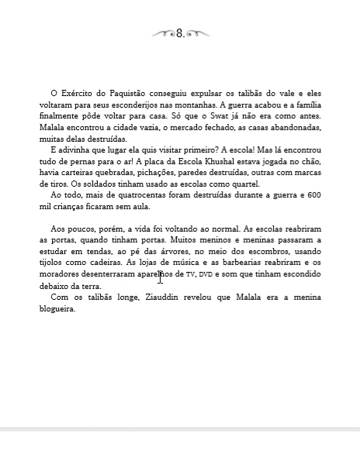 8.
O Exército do Paquistão conseguiu expulsar os talibãs do vale e eles
voltaram para seus esconderijos nas montanhas. A guerra acabou e a família
finalmente pôde voltar para casa. Só que o Swat já não era como antes.
Malala encontrou a cidade vazia, o mercado fechado, as casas abandonadas,
muitas delas destruídas.
E adivinha que lugar ela quis visitar primeiro? A escola! Mas lá encontrou
tudo de pernas para o ar! A placa da Escola Khushal estava jogada no chão,
havia carteiras quebradas, pichações, paredes destruídas, outras com marcas
de tiros. Os soldados tinham usado as escolas como quartel.
Ao todo, mais de quatrocentas foram destruídas durante a guerra e 600
mil crianças ficaram sem aula.
Aos poucos, porém, a vida foi voltando ao normal. As escolas reabriram
as portas, quando tinham portas. Muitos meninos e meninas passaram a
estudar em tendas, ao pé das árvores, no meio dos escombros, usando
tijolos como cadeiras. As lojas de música e as barbearias reabriram e os
moradores desenterraram aparelhos de TV, DVD e som que tinham escondido
debaixo da terra.
Com os talibãs longe, Ziauddin revelou que Malala era a menina
blogueira.